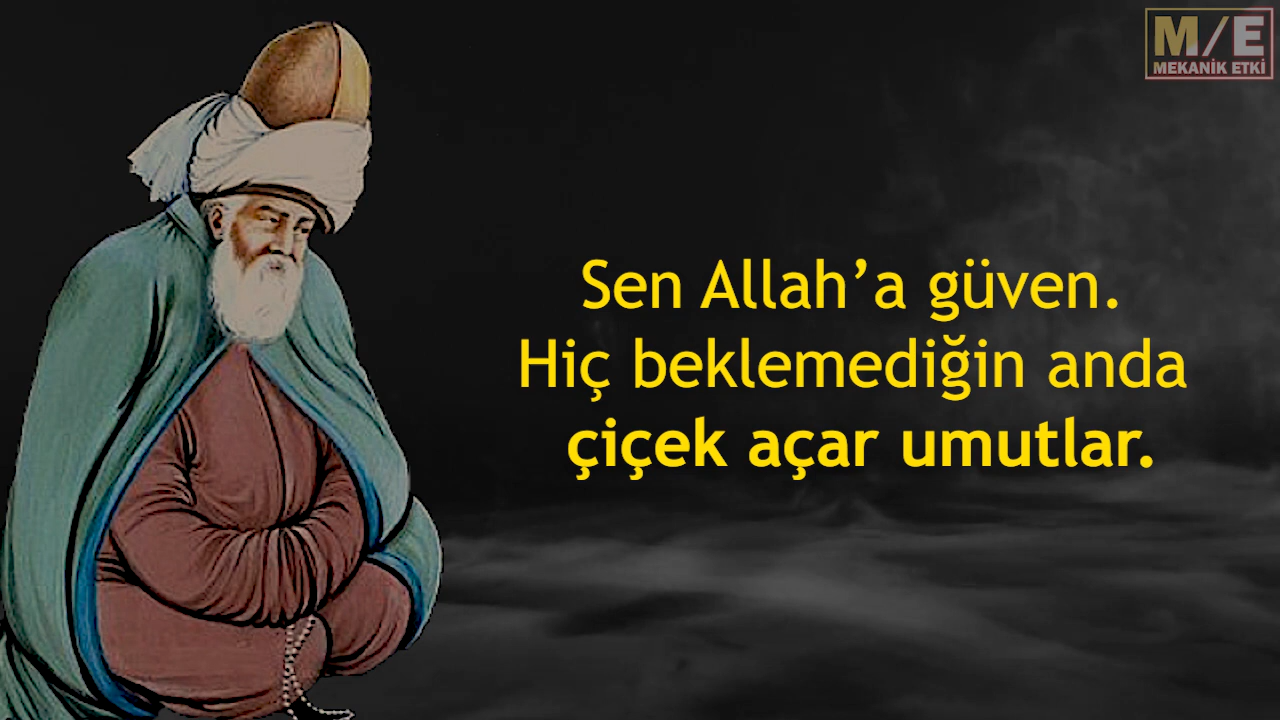 M/E
MEKANİK ETKİ
Sen Allah’a güven.
Hiç beklemediğin anda
çiçek açar umutlar.